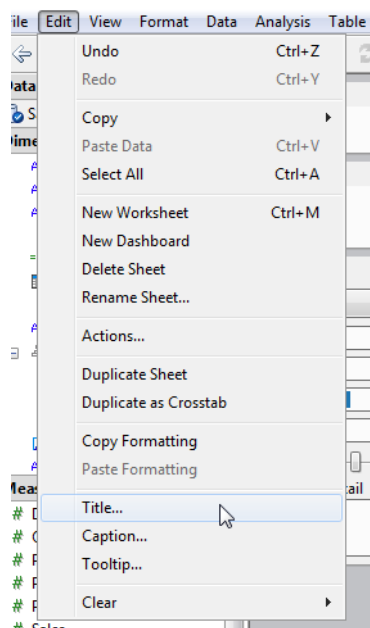 File Edit View Format Data Analysis Table
Undo Ctrl+Z
Redo Ctrl+Y
Copy
Paste Data Ctrl+V
Select All Ctrl+A
New Worksheet Ctrl+M
New Dashboard
Delete Sheet
Rename Sheet...
Actions...
Duplicate Sheet
Duplicate as Crosstab
Copy Formatting
Paste Formatting
Title...
Caption...
Tooltip...
Clear